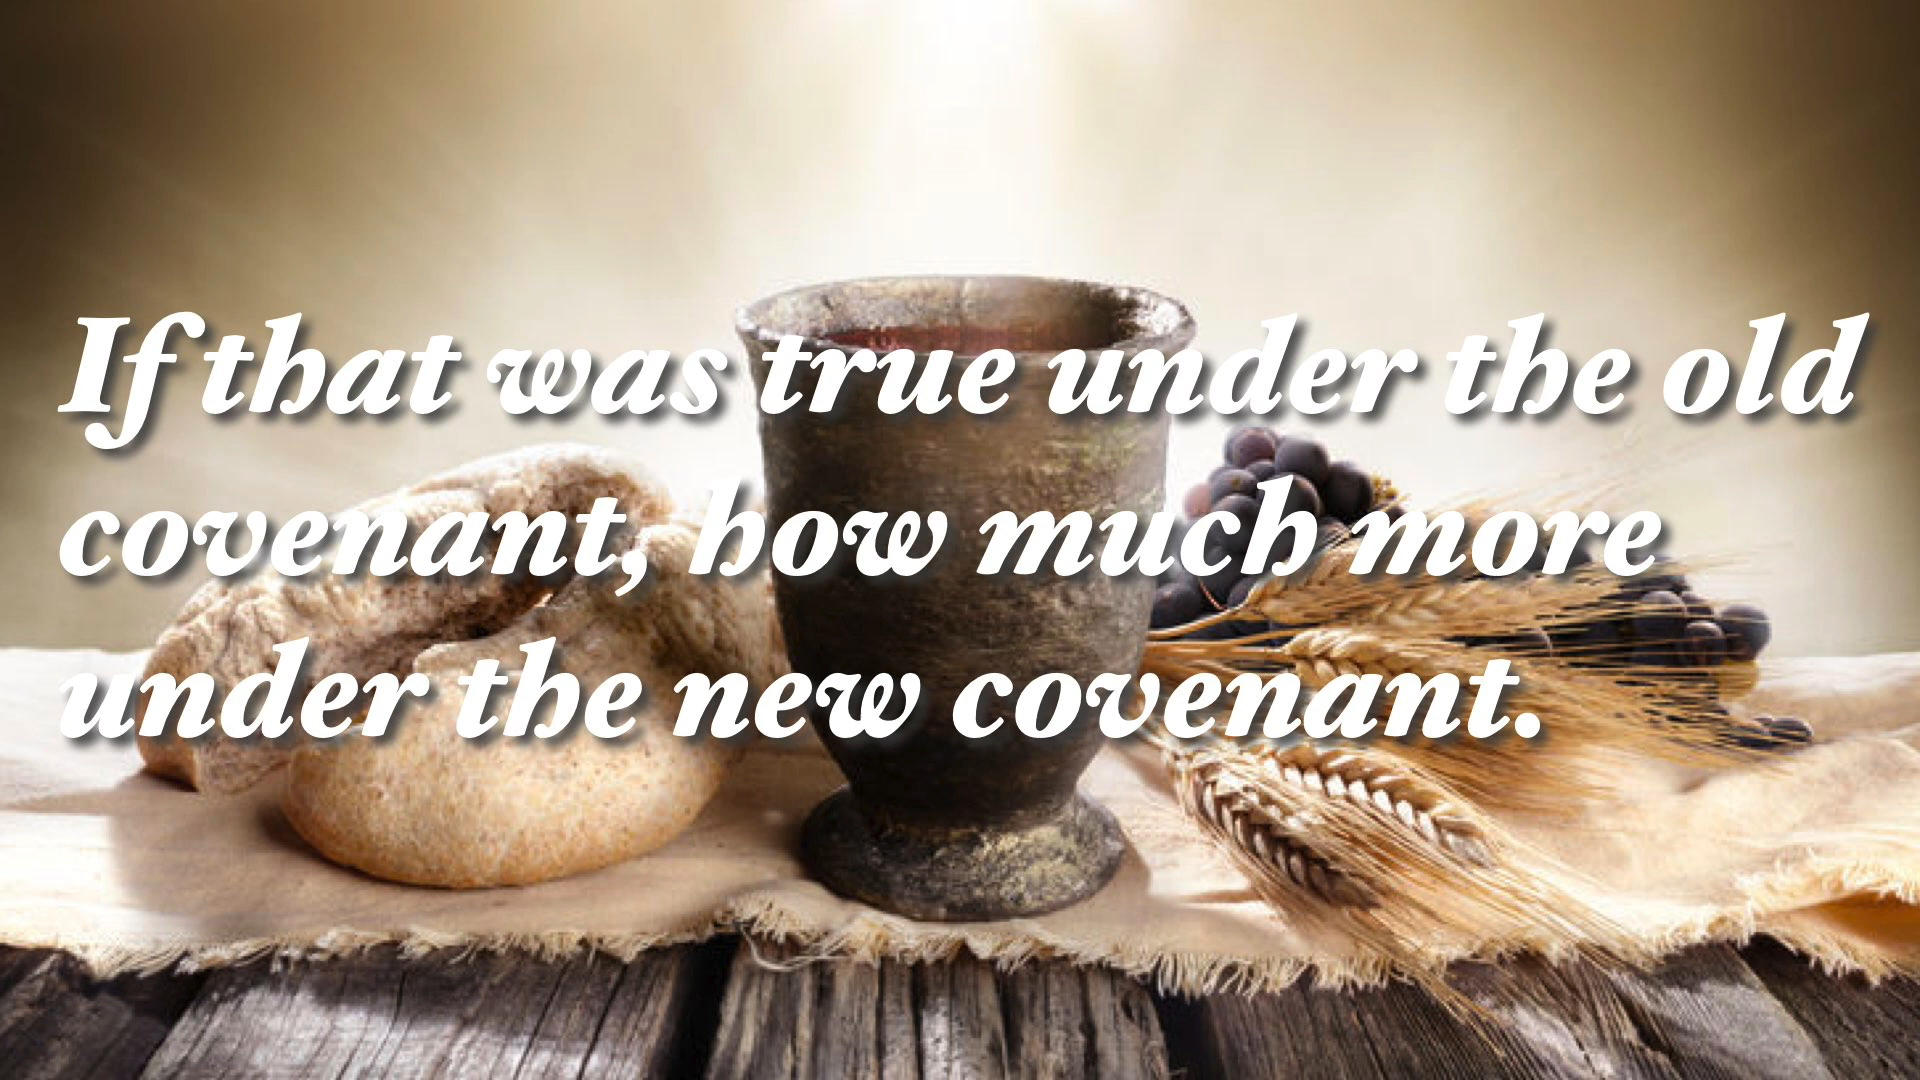 If that was true under the old
covenant, how much more
under the new covenant.